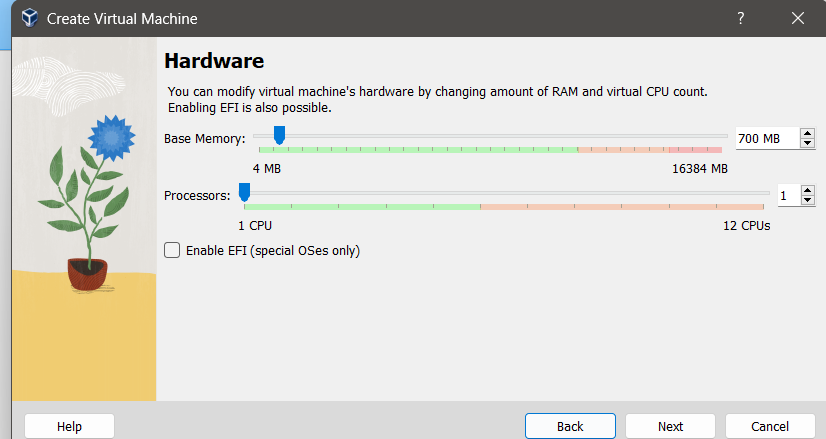 Create Virtual Machine
?
Hardware
You can modify virtual machine's hardware by changing amount of RAM and virtual CPU count.
Enabling EFI is also possible.
Base Memory:
700 MB
4 MB
16384 MB
Processors:
1
1 CPU
12 CPUs
Enable EFI (special OSes only)
Help
Back
Next
Cancel